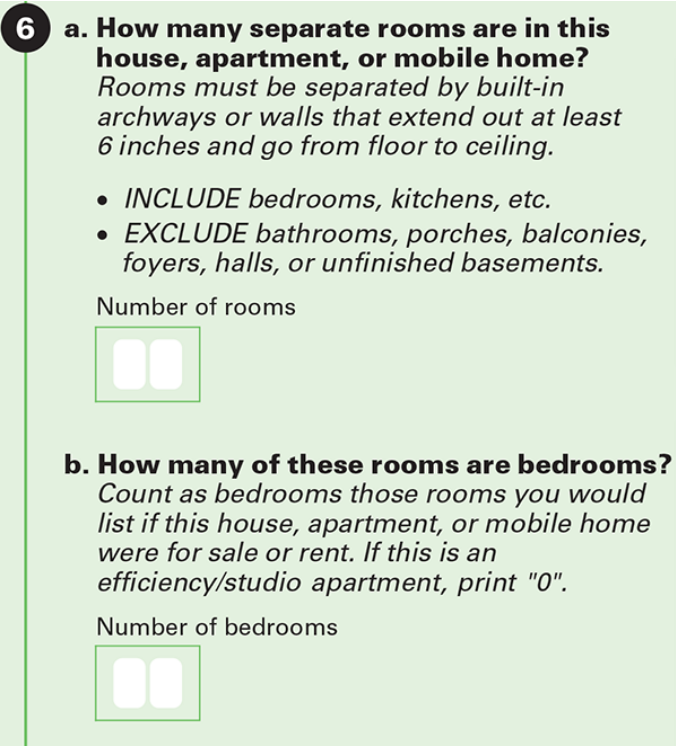 6 a. How many separate rooms are in this
house, apartment, or mobile home?
Rooms must be separated by built-in
archways or walls that extend out at least
6 inches and go from floor to ceiling.
• INCLUDE bedrooms, kitchens, etc.
• EXCLUDE bathrooms, porches, balconies,
foyers, halls, or unfinished basements.
Number of rooms
b. How many of these rooms are bedrooms?
Count as bedrooms those rooms you would
list if this house, apartment, or mobile home
were for sale or rent. If this is an
efficiency/studio apartment, print "0".
Number of bedrooms